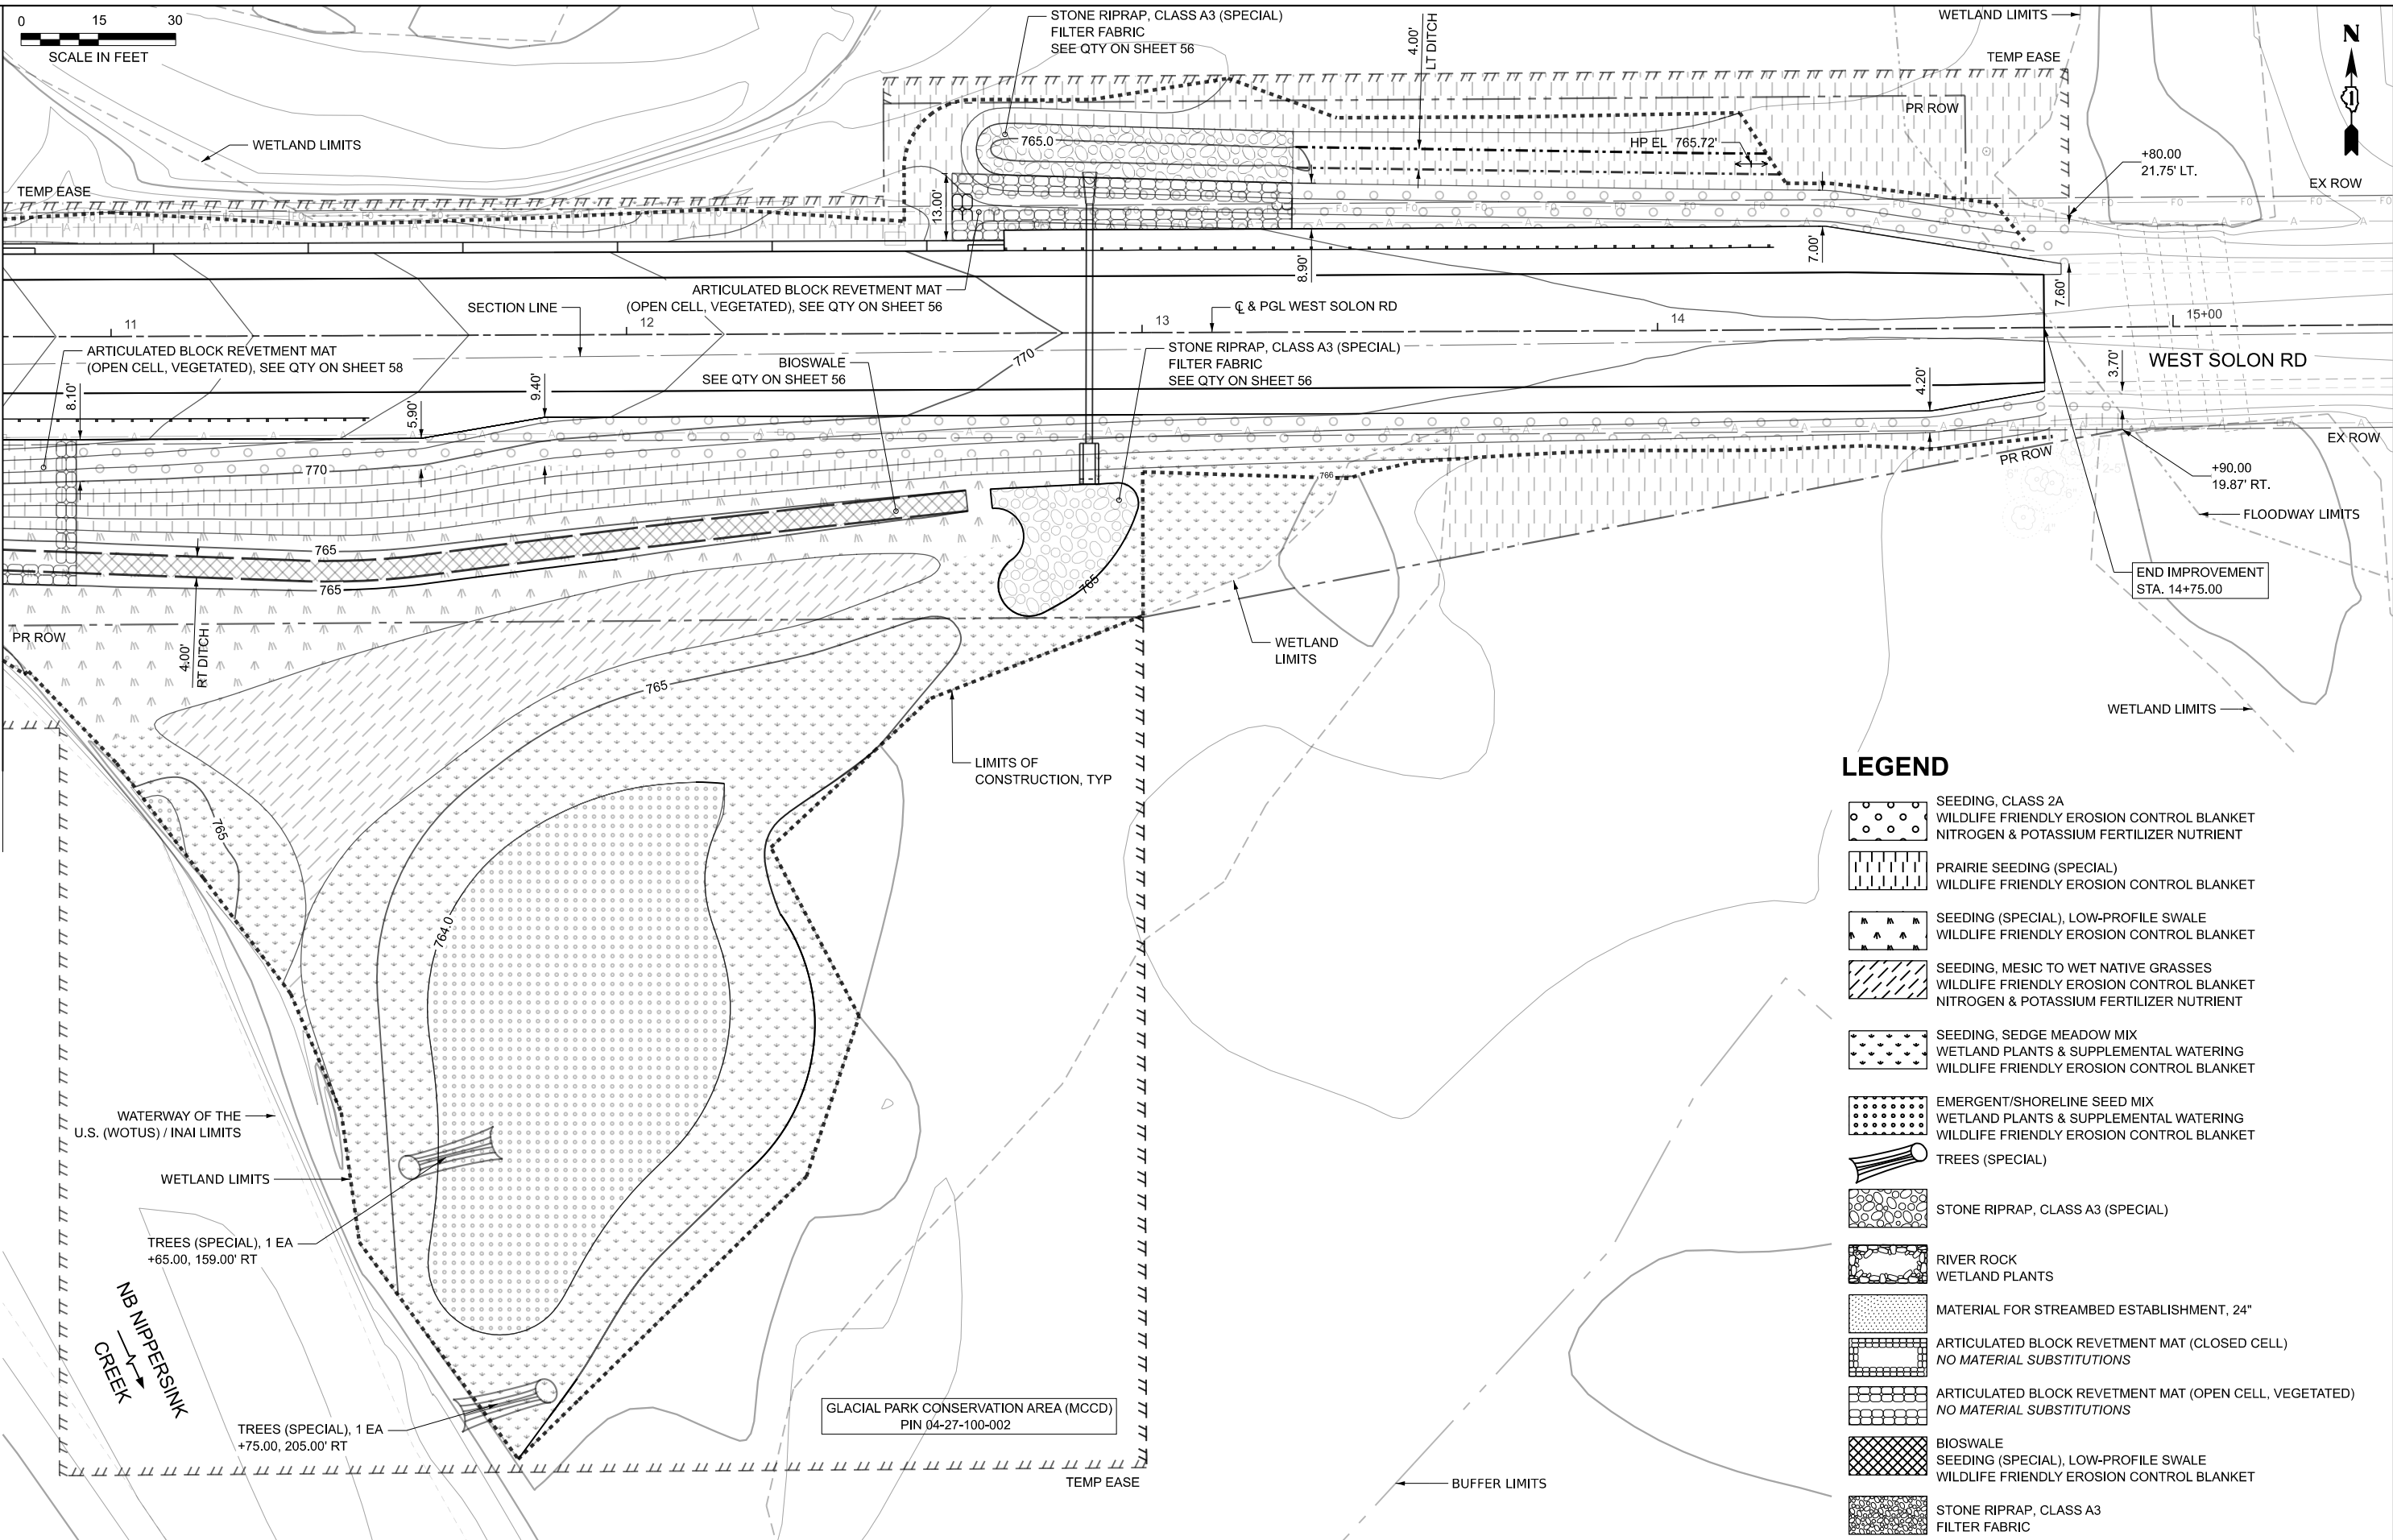 0 15 30
SCALE IN FEET
STONE RIPRAP, CLASS A3 (SPECIAL)
FILTER FABRIC
SEE QTY ON SHEET 56
4.00'
LT DITCH
WETLAND LIMITS
TEMP EASE
N
PR ROW
WETLAND LIMITS
765.0
HP EL 765.72'
+80.00
21.75' LT.
TEMP EASE
EX ROW
13.00'
FO FO FO FO FO FO FO FO
A A A A A A A A
8.90'
7.00'
7.60'
ARTICULATED BLOCK REVETMENT MAT
(OPEN CELL, VEGETATED), SEE QTY ON SHEET 56
SECTION LINE
℄ & PGL WEST SOLON RD
11 12 13 14 15+00
ARTICULATED BLOCK REVETMENT MAT
(OPEN CELL, VEGETATED), SEE QTY ON SHEET 58
BIOSWALE
SEE QTY ON SHEET 56
770
STONE RIPRAP, CLASS A3 (SPECIAL)
FILTER FABRIC
SEE QTY ON SHEET 56
WEST SOLON RD
8.10'
5.90'
9.40'
4.20'
3.70'
EX ROW
770
766
PR ROW
+90.00
19.87' RT.
FLOODWAY LIMITS
765
765
765
END IMPROVEMENT
STA. 14+75.00
PR ROW
4.00'
RT DITCH
WETLAND
LIMITS
765
WETLAND LIMITS
LIMITS OF
CONSTRUCTION, TYP
765
764.0
WATERWAY OF THE
U.S. (WOTUS) / INAI LIMITS
WETLAND LIMITS
TREES (SPECIAL), 1 EA
+65.00, 159.00' RT
NB NIPPERSINK
CREEK
TREES (SPECIAL), 1 EA
+75.00, 205.00' RT
GLACIAL PARK CONSERVATION AREA (MCCD)
PIN 04-27-100-002
TEMP EASE
BUFFER LIMITS
LEGEND
SEEDING, CLASS 2A
WILDLIFE FRIENDLY EROSION CONTROL BLANKET
NITROGEN & POTASSIUM FERTILIZER NUTRIENT
PRAIRIE SEEDING (SPECIAL)
WILDLIFE FRIENDLY EROSION CONTROL BLANKET
SEEDING (SPECIAL), LOW-PROFILE SWALE
WILDLIFE FRIENDLY EROSION CONTROL BLANKET
SEEDING, MESIC TO WET NATIVE GRASSES
WILDLIFE FRIENDLY EROSION CONTROL BLANKET
NITROGEN & POTASSIUM FERTILIZER NUTRIENT
SEEDING, SEDGE MEADOW MIX
WETLAND PLANTS & SUPPLEMENTAL WATERING
WILDLIFE FRIENDLY EROSION CONTROL BLANKET
EMERGENT/SHORELINE SEED MIX
WETLAND PLANTS & SUPPLEMENTAL WATERING
WILDLIFE FRIENDLY EROSION CONTROL BLANKET
TREES (SPECIAL)
STONE RIPRAP, CLASS A3 (SPECIAL)
RIVER ROCK
WETLAND PLANTS
MATERIAL FOR STREAMBED ESTABLISHMENT, 24"
ARTICULATED BLOCK REVETMENT MAT (CLOSED CELL)
NO MATERIAL SUBSTITUTIONS
ARTICULATED BLOCK REVETMENT MAT (OPEN CELL, VEGETATED)
NO MATERIAL SUBSTITUTIONS
BIOSWALE
SEEDING (SPECIAL), LOW-PROFILE SWALE
WILDLIFE FRIENDLY EROSION CONTROL BLANKET
STONE RIPRAP, CLASS A3
FILTER FABRIC